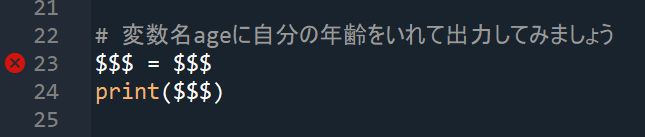 21
22 # 変数名ageに自分の年齢をいれて出力してみましょう
23 $$$ = $$$
24 print($$$)
25